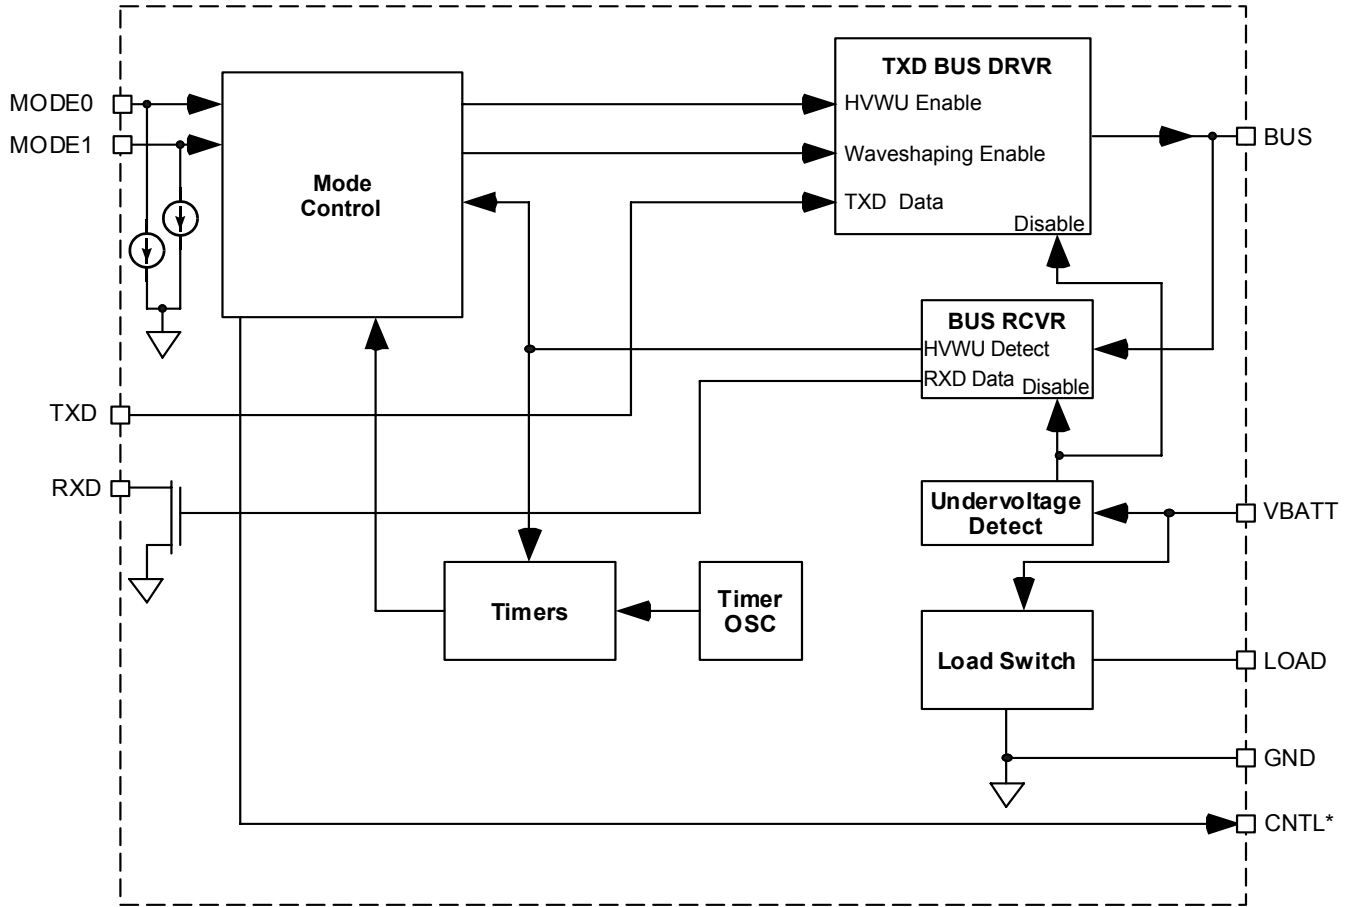 TXD BUS DRVR
MODE0
HVWU Enable
MODE1
BUS
Waveshaping Enable
Mode
Control
TXD Data
Disable
BUS RCVR
HVWU Detect
RXD Data
Disable
TXD
RXD
Undervoltage
Detect
VBATT
Timers
Timer
OSC
Load Switch
LOAD
GND
CNTL*